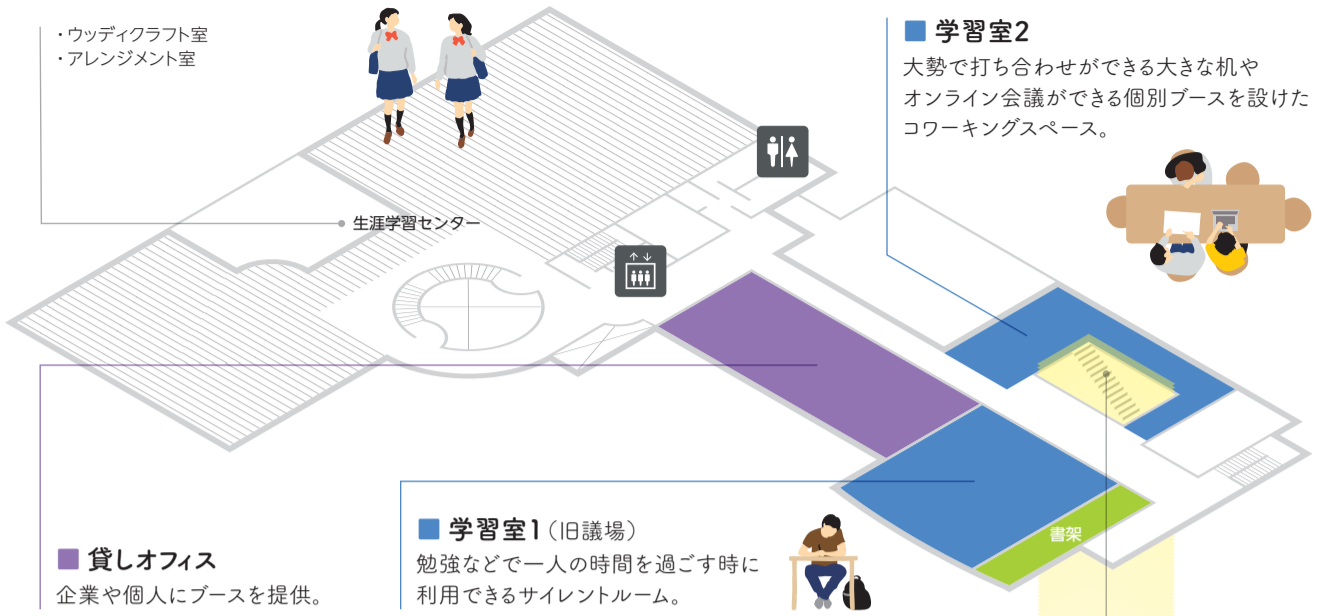 ・ウッディクラフト室
・アレンジメント室
生涯学習センター
学習室2
大勢で打ち合わせができる大きな机や
オンライン会議ができる個別ブースを設けた
コワーキングスペース。
貸しオフィス
企業や個人にブースを提供。
学習室1（旧議場）
勉強などで一人の時間を過ごす時に
利用できるサイレントルーム。
書架